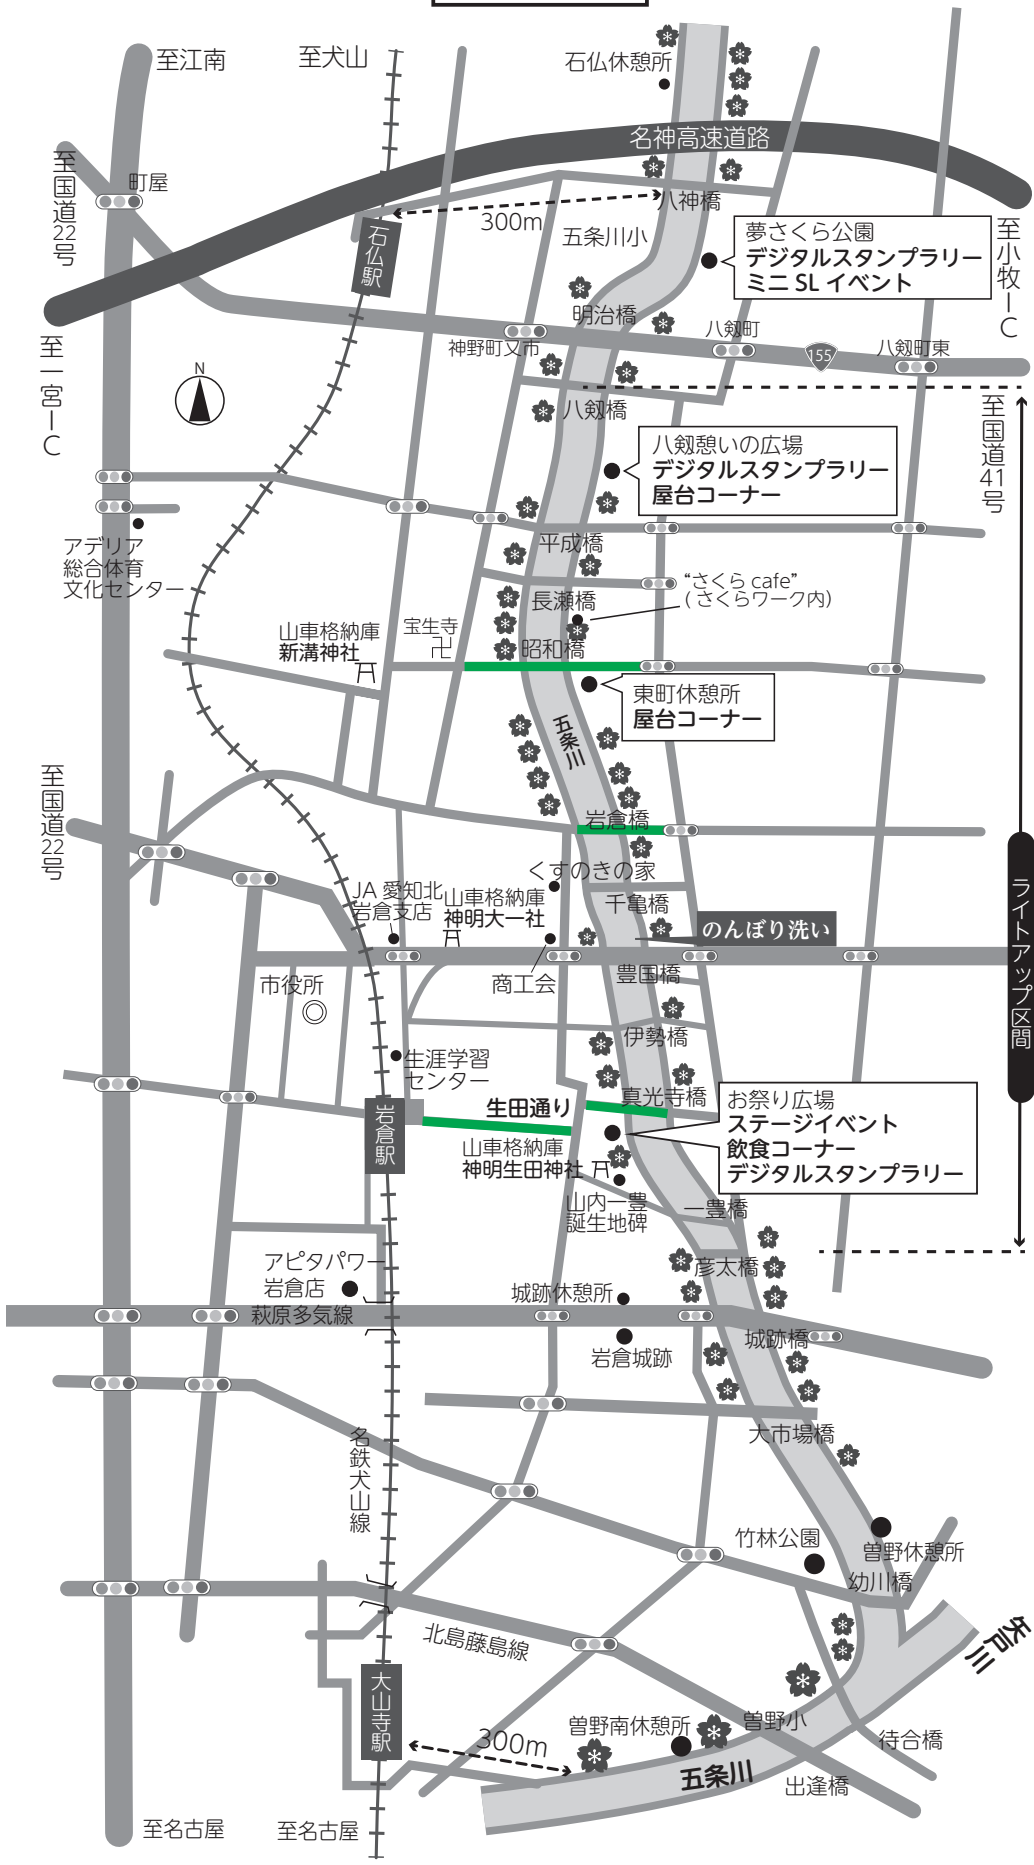 至江南
至犬山
石仏休憩所
名神高速道路
至国道22号
町屋
八神橋
300m
石仏駅
五条川小
夢さくら公園
デジタルスタンプラリー
ミニ SL イベント
至小牧IC
明治橋
神野町又市
八剱町
155
八剱町東
至一宮IC
N
八剱橋
至国道41号
八剱憩いの広場
デジタルスタンプラリー
屋台コーナー
アデリア
総合体育
文化センター
平成橋
“さくら cafe”
(さくらワーク内)
長瀬橋
山車格納庫
新溝神社
宝生寺
卍
昭和橋
東町休憩所
屋台コーナー
五条川
至国道22号
岩倉橋
くすのきの家
JA 愛知北
岩倉支店
山車格納庫
神明大一社
千亀橋
のんぼり洗い
商工会
豊国橋
市役所
伊勢橋
ライトアップ区間
生涯学習
センター
真光寺橋
生田通り
岩倉駅
お祭り広場
ステージイベント
飲食コーナー
デジタルスタンプラリー
山車格納庫
神明生田神社
山内一豊
誕生地碑
一豊橋
彦太橋
アピタパワー
岩倉店
城跡休憩所
萩原多気線
岩倉城跡
城跡橋
大市場橋
名鉄犬山線
竹林公園
曽野休憩所
幼川橋
矢戸川
北島藤島線
大山寺駅
300m
曽野南休憩所
曽野小
待合橋
五条川
出逢橋
至名古屋
至名古屋